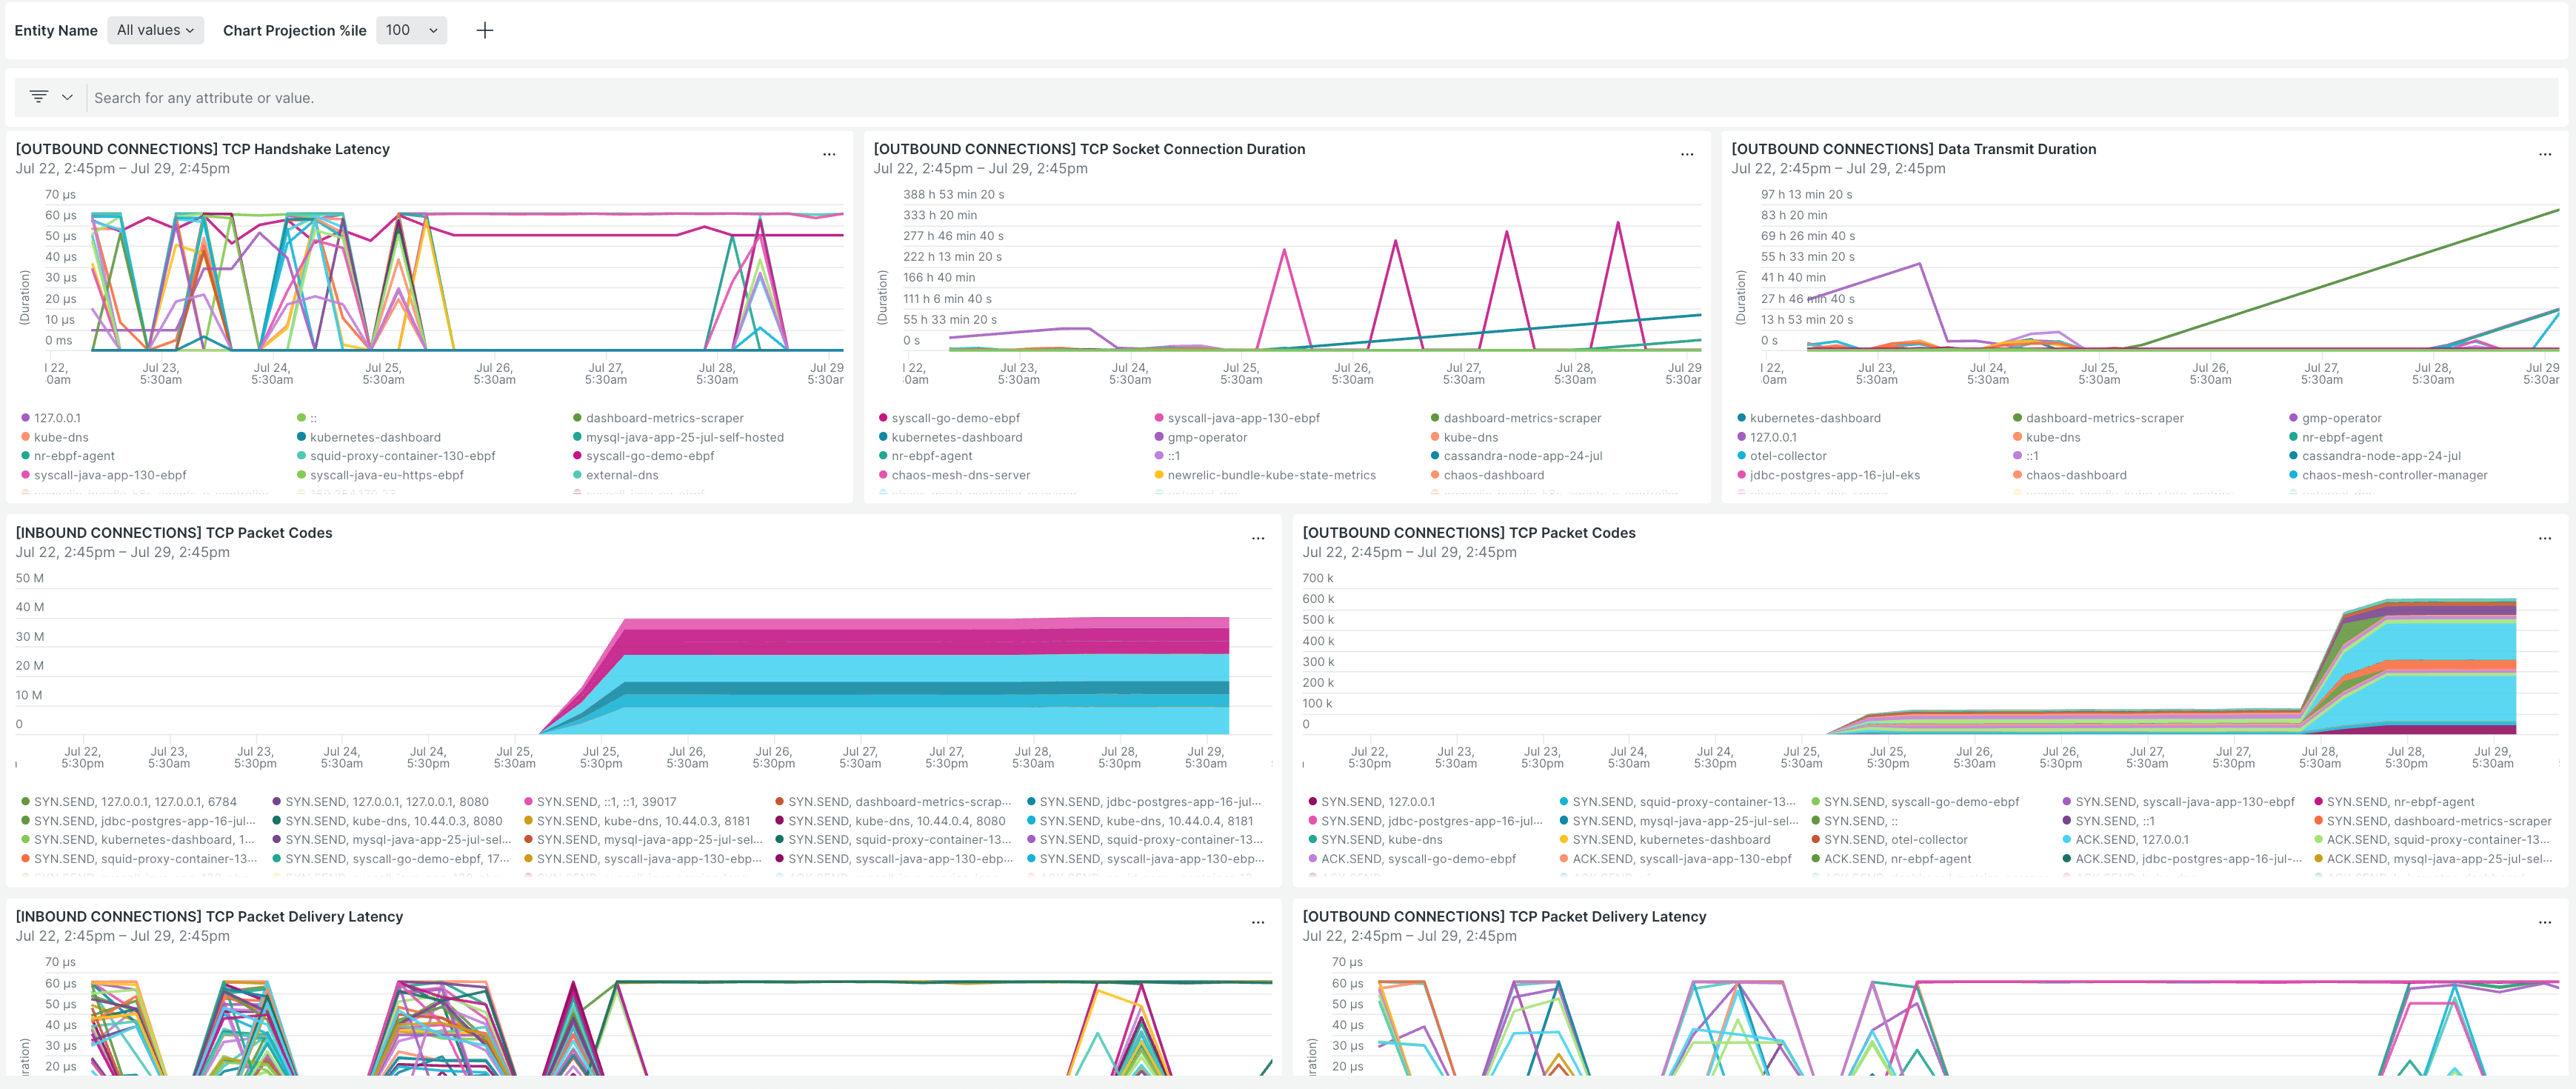 Entity Name All values Chart Projection %ile 100
Search for any attribute or value.
[OUTBOUND CONNECTIONS] TCP Handshake Latency
Jul 22, 2:45pm – Jul 29, 2:45pm
70 µs
60 µs
50 µs
40 µs
30 µs
20 µs
10 µs
0 ms
(Duration)
l 22, Jul 23, Jul 24, Jul 25, Jul 26, Jul 27, Jul 28, Jul 29
:0am 5:30am 5:30am 5:30am 5:30am 5:30am 5:30am 5:30ar
127.0.0.1 :: dashboard-metrics-scraper
kube-dns kubernetes-dashboard mysql-java-app-25-jul-self-hosted
nr-ebpf-agent squid-proxy-container-130-ebpf syscall-go-demo-ebpf
syscall-java-app-130-ebpf syscall-java-eu-https-ebpf external-dns
[OUTBOUND CONNECTIONS] TCP Socket Connection Duration
Jul 22, 2:45pm – Jul 29, 2:45pm
388 h 53 min 20 s
333 h 20 min
277 h 46 min 40 s
222 h 13 min 20 s
166 h 40 min
111 h 6 min 40 s
55 h 33 min 20 s
0 s
(Duration)
l 22, Jul 23, Jul 24, Jul 25, Jul 26, Jul 27, Jul 28, Jul 29
:0am 5:30am 5:30am 5:30am 5:30am 5:30am 5:30am 5:30ar
syscall-go-demo-ebpf syscall-java-app-130-ebpf dashboard-metrics-scraper
kubernetes-dashboard gmp-operator kube-dns
nr-ebpf-agent ::1 cassandra-node-app-24-jul
chaos-mesh-dns-server newrelic-bundle-kube-state-metrics chaos-dashboard
[OUTBOUND CONNECTIONS] Data Transmit Duration
Jul 22, 2:45pm – Jul 29, 2:45pm
97 h 13 min 20 s
83 h 20 min
69 h 26 min 40 s
55 h 33 min 20 s
41 h 40 min
27 h 46 min 40 s
13 h 53 min 20 s
0 s
(Duration)
l 22, Jul 23, Jul 24, Jul 25, Jul 26, Jul 27, Jul 28, Jul 29
:0am 5:30am 5:30am 5:30am 5:30am 5:30am 5:30am 5:30ar
kubernetes-dashboard dashboard-metrics-scraper gmp-operator
127.0.0.1 kube-dns nr-ebpf-agent
otel-collector ::1 cassandra-node-app-24-jul
jdbc-postgres-app-16-jul-eks chaos-dashboard chaos-mesh-controller-manager
[INBOUND CONNECTIONS] TCP Packet Codes
Jul 22, 2:45pm – Jul 29, 2:45pm
50 M
40 M
30 M
20 M
10 M
0
Jul 22, Jul 23, Jul 23, Jul 24, Jul 24, Jul 25, Jul 25, Jul 26, Jul 26, Jul 27, Jul 27, Jul 28, Jul 28, Jul 29,
5:30pm 5:30am 5:30pm 5:30am 5:30pm 5:30am 5:30pm 5:30am 5:30pm 5:30am 5:30pm 5:30am 5:30pm 5:30am
SYN.SEND, 127.0.0.1, 127.0.0.1, 6784 SYN.SEND, 127.0.0.1, 127.0.0.1, 8080 SYN.SEND, ::1, ::1, 39017 SYN.SEND, dashboard-metrics-scrap... SYN.SEND, jdbc-postgres-app-16-jul...
SYN.SEND, jdbc-postgres-app-16-jul... SYN.SEND, kube-dns, 10.44.0.3, 8080 SYN.SEND, kube-dns, 10.44.0.3, 8181 SYN.SEND, kube-dns, 10.44.0.4, 8080 SYN.SEND, kube-dns, 10.44.0.4, 8181
SYN.SEND, kubernetes-dashboard, 1... SYN.SEND, mysql-java-app-25-jul-sel... SYN.SEND, mysql-java-app-25-jul-sel... SYN.SEND, squid-proxy-container-13... SYN.SEND, squid-proxy-container-13...
SYN.SEND, squid-proxy-container-13... SYN.SEND, syscall-go-demo-ebpf, 17... SYN.SEND, syscall-java-app-130-ebp... SYN.SEND, syscall-java-app-130-ebp... SYN.SEND, syscall-java-app-130-ebp...
[OUTBOUND CONNECTIONS] TCP Packet Codes
Jul 22, 2:45pm – Jul 29, 2:45pm
700 k
600 k
500 k
400 k
300 k
200 k
100 k
0
Jul 22, Jul 23, Jul 23, Jul 24, Jul 24, Jul 25, Jul 25, Jul 26, Jul 26, Jul 27, Jul 27, Jul 28, Jul 28, Jul 29,
5:30pm 5:30am 5:30pm 5:30am 5:30pm 5:30am 5:30pm 5:30am 5:30pm 5:30am 5:30pm 5:30am 5:30pm 5:30am
SYN.SEND, 127.0.0.1 SYN.SEND, squid-proxy-container-13... SYN.SEND, syscall-go-demo-ebpf SYN.SEND, syscall-java-app-130-ebpf SYN.SEND, nr-ebpf-agent
SYN.SEND, jdbc-postgres-app-16-jul... SYN.SEND, mysql-java-app-25-jul-sel... SYN.SEND, :: SYN.SEND, ::1 SYN.SEND, dashboard-metrics-scraper
SYN.SEND, kube-dns SYN.SEND, kubernetes-dashboard SYN.SEND, otel-collector ACK.SEND, 127.0.0.1 ACK.SEND, squid-proxy-container-13...
ACK.SEND, syscall-go-demo-ebpf ACK.SEND, syscall-java-app-130-ebpf ACK.SEND, nr-ebpf-agent ACK.SEND, jdbc-postgres-app-16-jul-... ACK.SEND, mysql-java-app-25-jul-sel...
[INBOUND CONNECTIONS] TCP Packet Delivery Latency
Jul 22, 2:45pm – Jul 29, 2:45pm
70 µs
60 µs
50 µs
40 µs
30 µs
20 µs
uration)
[OUTBOUND CONNECTIONS] TCP Packet Delivery Latency
Jul 22, 2:45pm – Jul 29, 2:45pm
70 µs
60 µs
50 µs
40 µs
30 µs
20 µs
uration)